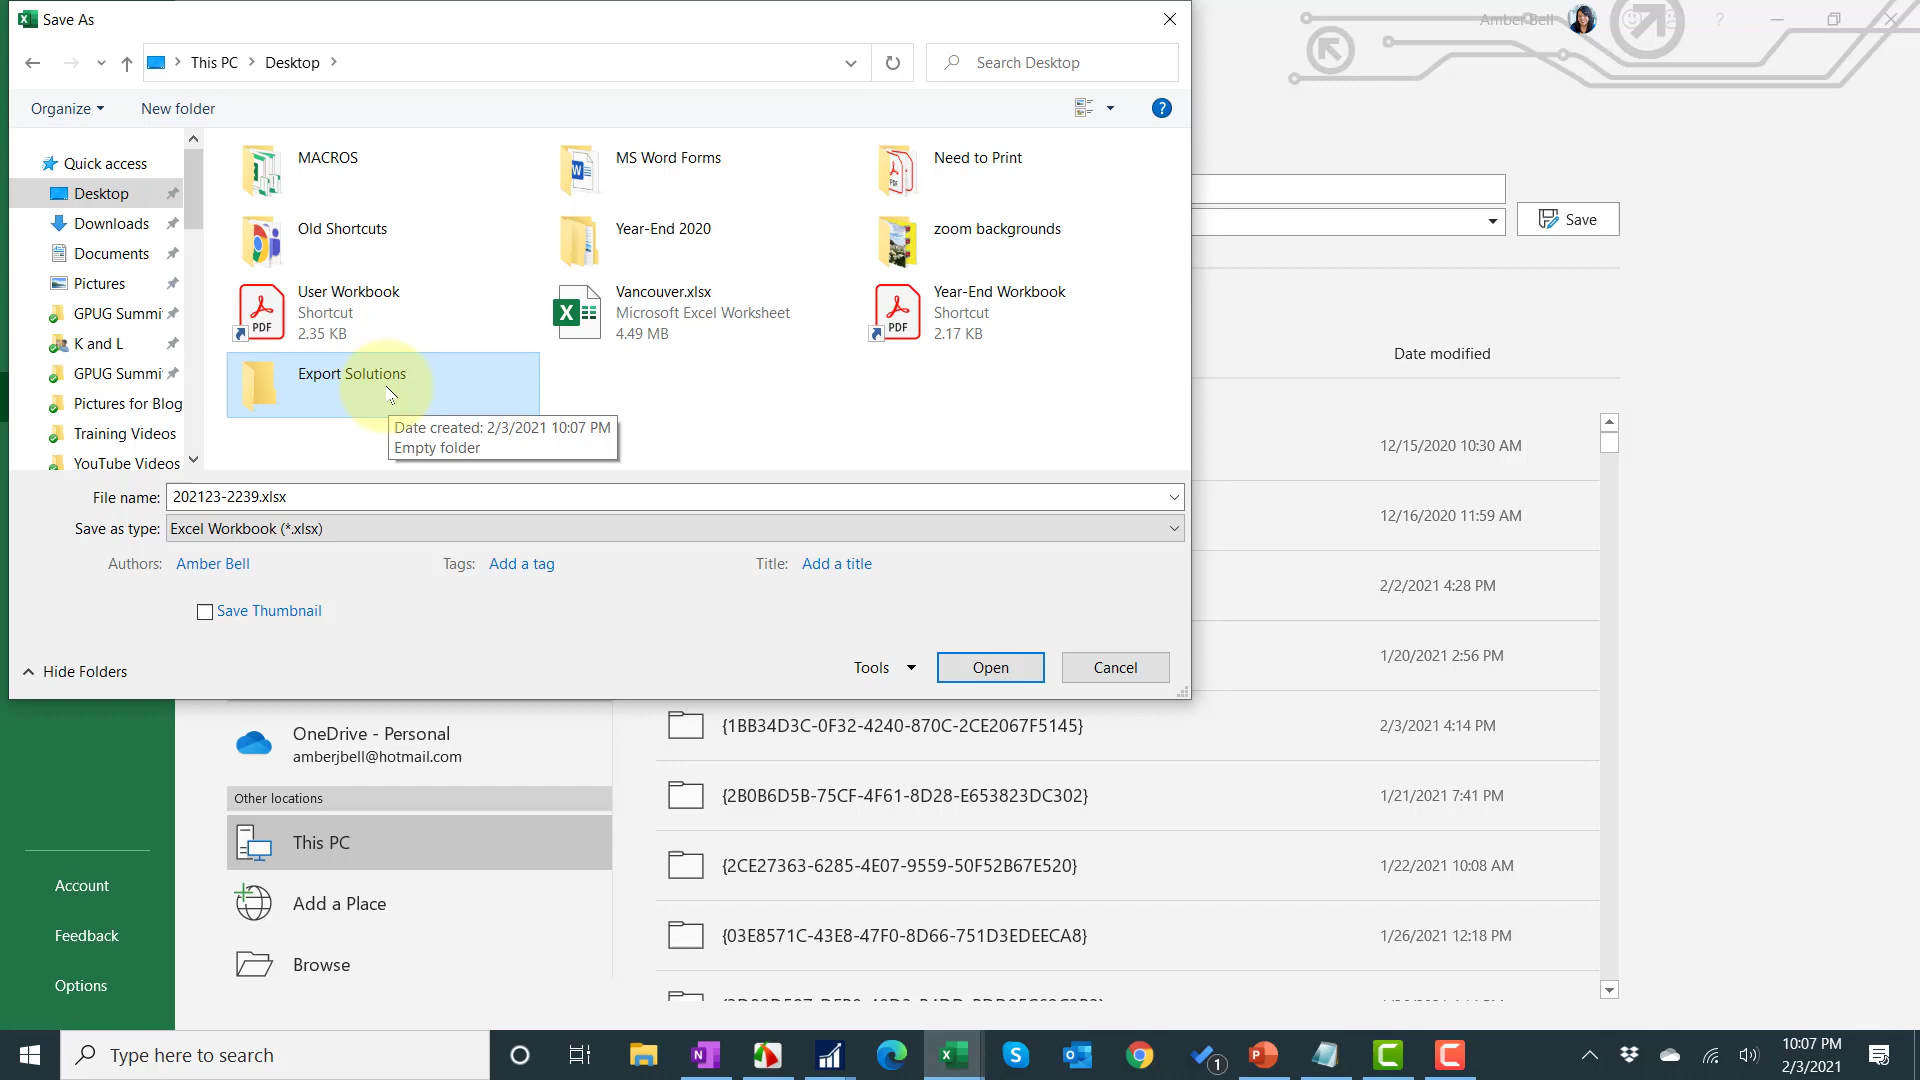 Save As
Amber Bell
?
This PC
Desktop
Search Desktop
Organize
New folder
?
Quick access
Desktop
Downloads
Documents
Pictures
GPUG Summi
K and L
GPUG Summi
Pictures for Blog
Training Videos
YouTube Videos
MACROS
MS Word Forms
Need to Print
Old Shortcuts
Year-End 2020
zoom backgrounds
User Workbook
Shortcut
2.35 KB
Vancouver.xlsx
Microsoft Excel Worksheet
4.49 MB
Year-End Workbook
Shortcut
2.17 KB
PDF
PDF
PDF
Export Solutions
Date created: 2/3/2021 10:07 PM
Empty folder
File name: 202123-2239.xlsx
Save as type: Excel Workbook (*.xlsx)
Authors: Amber Bell
Tags: Add a tag
Title: Add a title
Save Thumbnail
Hide Folders
Tools
Open
Cancel
Save
Date modified
12/15/2020 10:30 AM
12/16/2020 11:59 AM
2/2/2021 4:28 PM
1/20/2021 2:56 PM
{1BB34D3C-0F32-4240-870C-2CE2067F5145} 2/3/2021 4:14 PM
{2B0B6D5B-75CF-4F61-8D28-E653823DC302} 1/21/2021 7:41 PM
{2CE27363-6285-4E07-9559-50F52B67E520} 1/22/2021 10:08 AM
{03E8571C-43E8-47F0-8D66-751D3EDEECA8} 1/26/2021 12:18 PM
OneDrive - Personal
amberjbell@hotmail.com
Other locations
This PC
Add a Place
Browse
Account
Feedback
Options
Type here to search
1
10:07 PM
2/3/2021